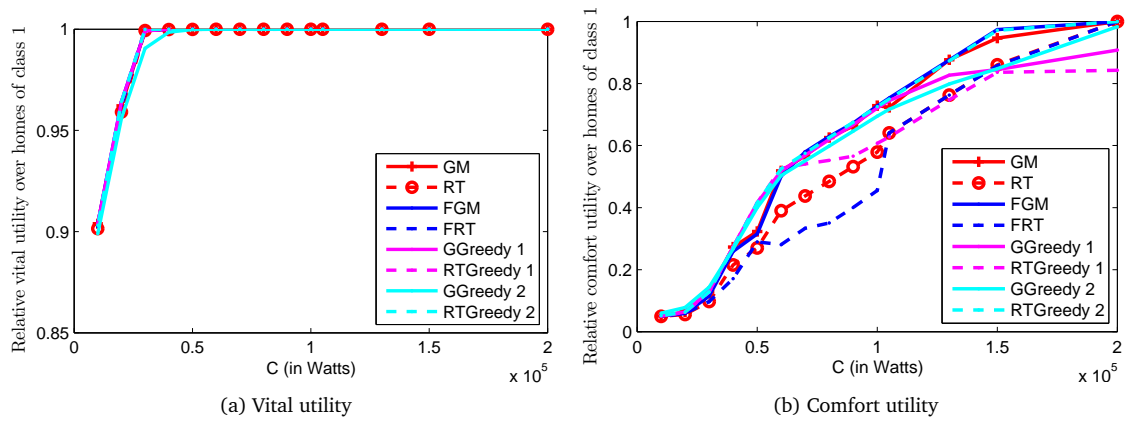 Relative vital utility over homes of class 1
1
0.95
0.9
0.85
0
0.5
1
1.5
2
x 10^5
C (in Watts)
GM
RT
FGM
FRT
GGreedy 1
RTGreedy 1
GGreedy 2
RTGreedy 2
(a) Vital utility
Relative comfort utility over homes of class 1
1
0.8
0.6
0.4
0.2
0
0
0.5
1
1.5
2
x 10^5
C (in Watts)
GM
RT
FGM
FRT
GGreedy 1
RTGreedy 1
GGreedy 2
RTGreedy 2
(b) Comfort utility